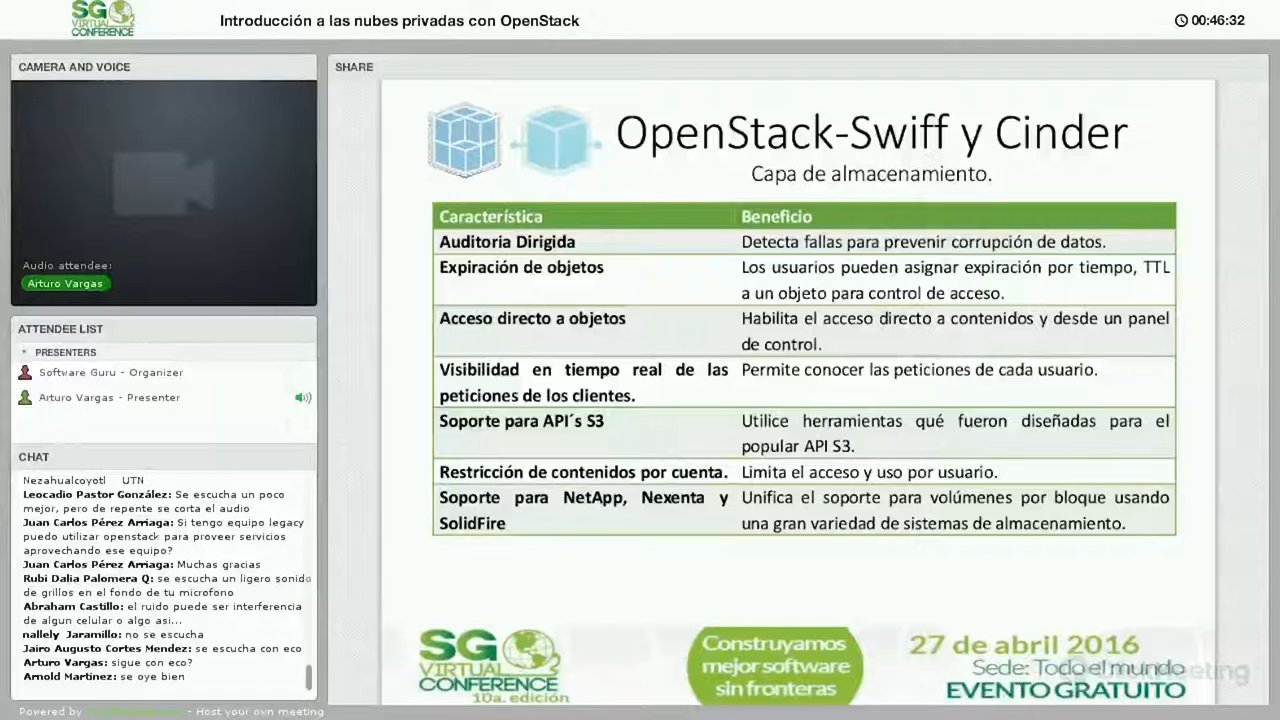 SG
VIRTUAL
CONFERENCE
Introducción a las nubes privadas con OpenStack
00:46:32
CAMERA AND VOICE
Audio attendee:
Arturo Vargas
ATTENDEE LIST
PRESENTERS
Software Guru - Organizer
Arturo Vargas - Presenter
CHAT
Nezahualcoyotl UTN
Leocadio Pastor González: Se escucha un poco
mejor, pero de repente se corta el audio
Juan Carlos Pérez Arriaga: Si tengo equipo legacy
puedo utilizar openstack para proveer servicios
aprovechando ese equipo?
Juan Carlos Pérez Arriaga: Muchas gracias
Rubi Dalia Palomera Q: se escucha un ligero sonido
de grillos en el fondo de tu microfono
Abraham Castillo: el ruido puede ser interferencia
de algun celular o algo asi...
nallely Jaramillo: no se escucha
Jairo Augusto Cortes Mendez: se escucha con eco
Arturo Vargas: sigue con eco?
Arnold Martinez: se oye bien
Powered by
- Host your own meeting
SHARE
OpenStack-Swiff y Cinder
Capa de almacenamiento.
Característica Beneficio
Auditoria Dirigida Detecta fallas para prevenir corrupción de datos.
Expiración de objetos Los usuarios pueden asignar expiración por tiempo, TTL
a un objeto para control de acceso.
Acceso directo a objetos Habilita el acceso directo a contenidos y desde un panel
de control.
Visibilidad en tiempo real de las Permite conocer las peticiones de cada usuario.
peticiones de los clientes.
Soporte para API´s S3 Utilice herramientas qué fueron diseñadas para el
popular API S3.
Restricción de contenidos por cuenta. Limita el acceso y uso por usuario.
Soporte para NetApp, Nexenta y Unifica el soporte para volúmenes por bloque usando
SolidFire una gran variedad de sistemas de almacenamiento.
SG
VIRTUAL
CONFERENCE
10a. edición
Construyamos
mejor software
sin fronteras
27 de abril 2016
Sede: Todo el mundo
EVENTO GRATUITO